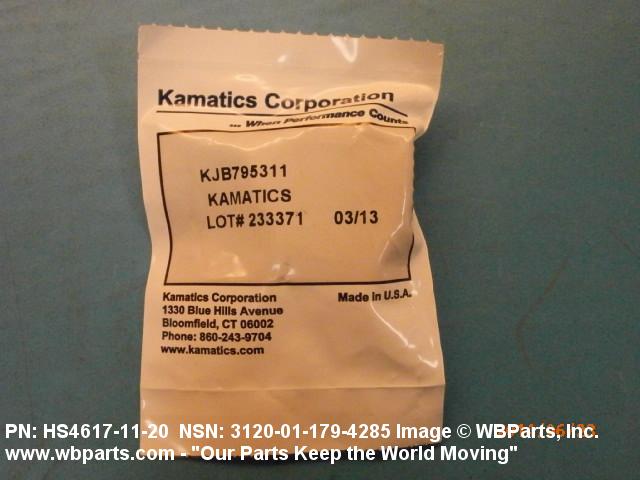 Kamatics Corporation
... When Performance Counts
KJB795311
KAMATICS
LOT# 233371 03/13
Kamatics Corporation Made in U.S.A.
1330 Blue Hills Avenue
Bloomfield, CT 06002
Phone: 860-243-9704
www.kamatics.com
PN: HS4617-11-20 NSN: 3120-01-179-4285 Image © WBParts, Inc.
www.wbparts.com - "Our Parts Keep the World Moving"